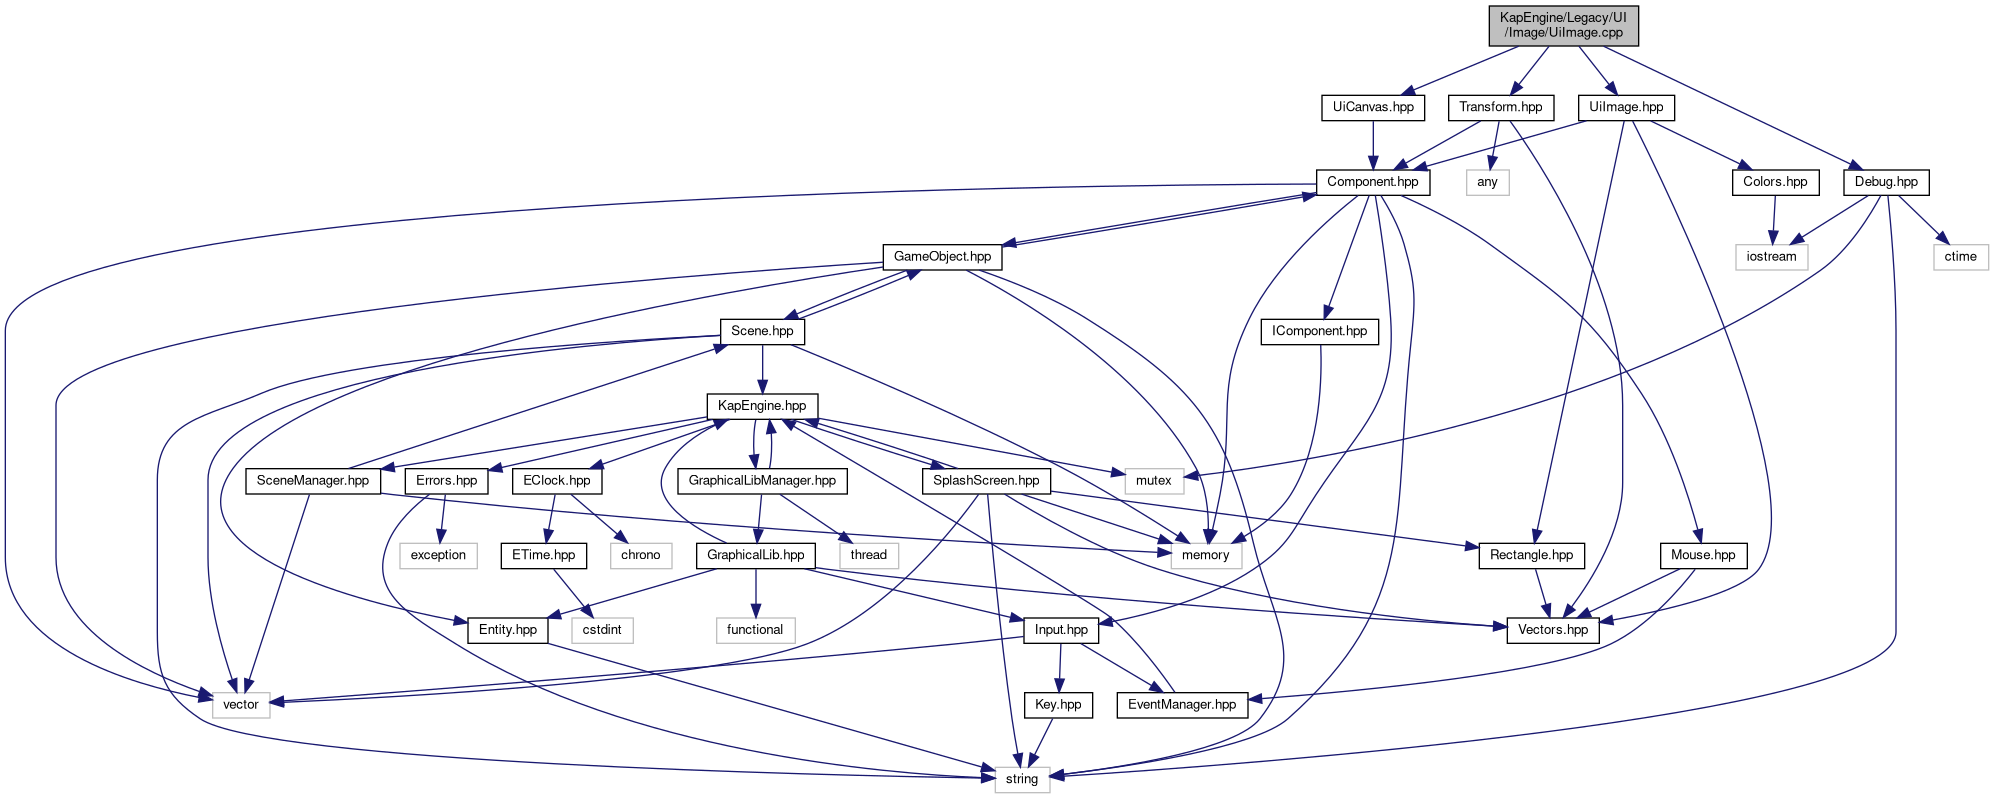 KapEngine/Legacy/UI
/Image/UiImage.cpp
UiCanvas.hpp
Transform.hpp
UiImage.hpp
Component.hpp
any
Colors.hpp
Debug.hpp
GameObject.hpp
iostream
ctime
Scene.hpp
IComponent.hpp
KapEngine.hpp
SceneManager.hpp
Errors.hpp
EClock.hpp
GraphicalLibManager.hpp
SplashScreen.hpp
mutex
exception
ETime.hpp
chrono
GraphicalLib.hpp
thread
memory
Rectangle.hpp
Mouse.hpp
Entity.hpp
cstdint
functional
Input.hpp
Vectors.hpp
vector
Key.hpp
EventManager.hpp
string